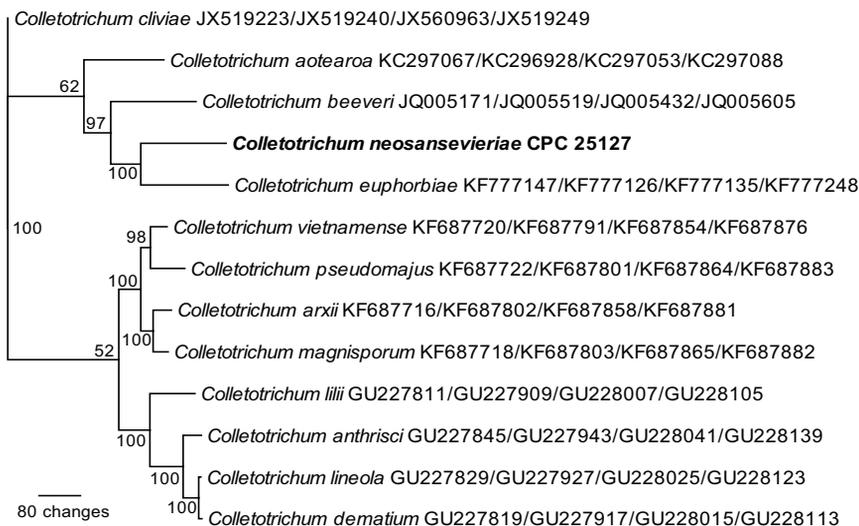 Colletotrichum cliviae JX519223/JX519240/JX560963/JX519249
Colletotrichum aotearoa KC297067/KC296928/KC297053/KC297088
62
Colletotrichum beeveri JQ005171/JQ005519/JQ005432/JQ005605
97
Colletotrichum neosansevieriae CPC 25127
100
Colletotrichum euphorbiae KF777147/KF777126/KF777135/KF777248
100
Colletotrichum vietnamense KF687720/KF687791/KF687854/KF687876
98
Colletotrichum pseudomajus KF687722/KF687801/KF687864/KF687883
100
Colletotrichum arxii KF687716/KF687802/KF687858/KF687881
100
Colletotrichum magnisporum KF687718/KF687803/KF687865/KF687882
52
Colletotrichum lilii GU227811/GU227909/GU228007/GU228105
100
Colletotrichum anthrisci GU227845/GU227943/GU228041/GU228139
100
Colletotrichum lineola GU227829/GU227927/GU228025/GU228123
100
Colletotrichum dematium GU227819/GU227917/GU228015/GU228113
80 changes